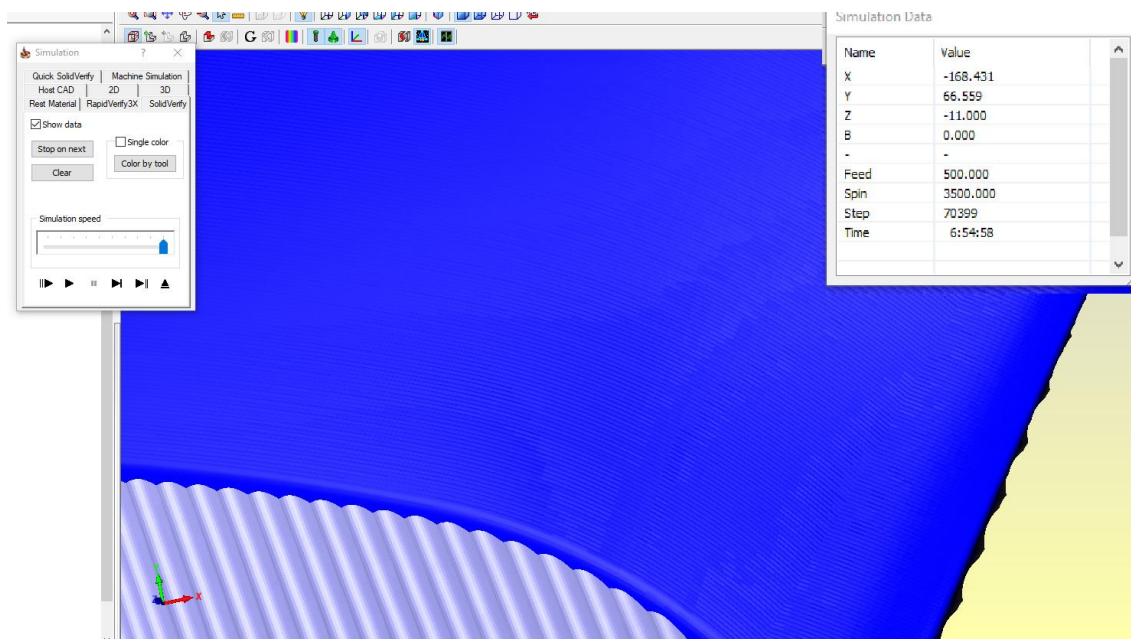 Simulation ? ×
Quick SolidVerify Machine Simulation
Host CAD 2D 3D
Rest Material RapidVerify3X SolidVerify
Show data
Stop on next
Single color
Clear
Color by tool
Simulation speed
G
Simulation Data
Name Value
X -168.431
Y 66.559
Z -11.000
B 0.000
- -
Feed 500.000
Spin 3500.000
Step 70399
Time 6:54:58
Y
Z X